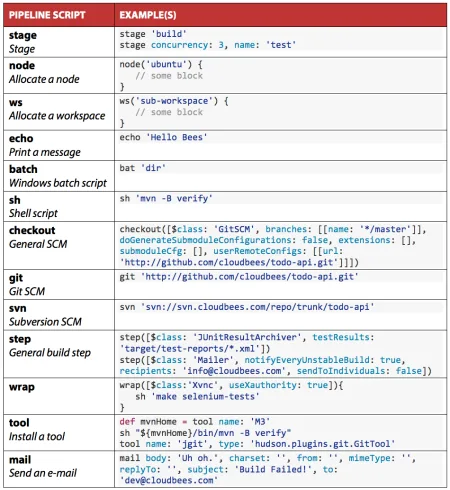 PIPELINE SCRIPT EXAMPLE(S)
stage stage 'build'
Stage stage concurrency: 3, name: 'test'
node node('ubuntu') {
Allocate a node // some block
}
ws ws('sub-workspace') {
Allocate a workspace // some block
}
echo echo 'Hello Bees'
Print a message
batch bat 'dir'
Windows batch script
sh sh 'mvn -B verify'
Shell script
checkout checkout([$class: 'GitSCM', branches: [[name: '*/master']],
General SCM doGenerateSubmoduleConfigurations: false, extensions: [],
submoduleCfg: [], userRemoteConfigs: [[url:
'http://github.com/cloudbees/todo-api.git']]])
git git 'http://github.com/cloudbees/todo-api.git'
Git SCM
svn svn 'svn://svn.cloudbees.com/repo/trunk/todo-api'
Subversion SCM
step step([$class: 'JUnitResultArchiver', testResults:
General build step 'target/test-reports/*.xml'])
step([$class: 'Mailer', notifyEveryUnstableBuild: true,
recipients: 'info@cloudbees.com', sendToIndividuals: false])
wrap wrap([$class:'Xvnc', useXauthority: true]){
sh 'make selenium-tests'
}
tool def mvnHome = tool name: 'M3'
Install a tool sh "${mvnHome}/bin/mvn -B verify"
tool name: 'jgit', type: 'hudson.plugins.git.GitTool'
mail mail body: 'Uh oh.', charset: '', from: '', mimeType: '',
Send an e-mail replyTo: '', subject: 'Build Failed!', to:
'dev@cloudbees.com'